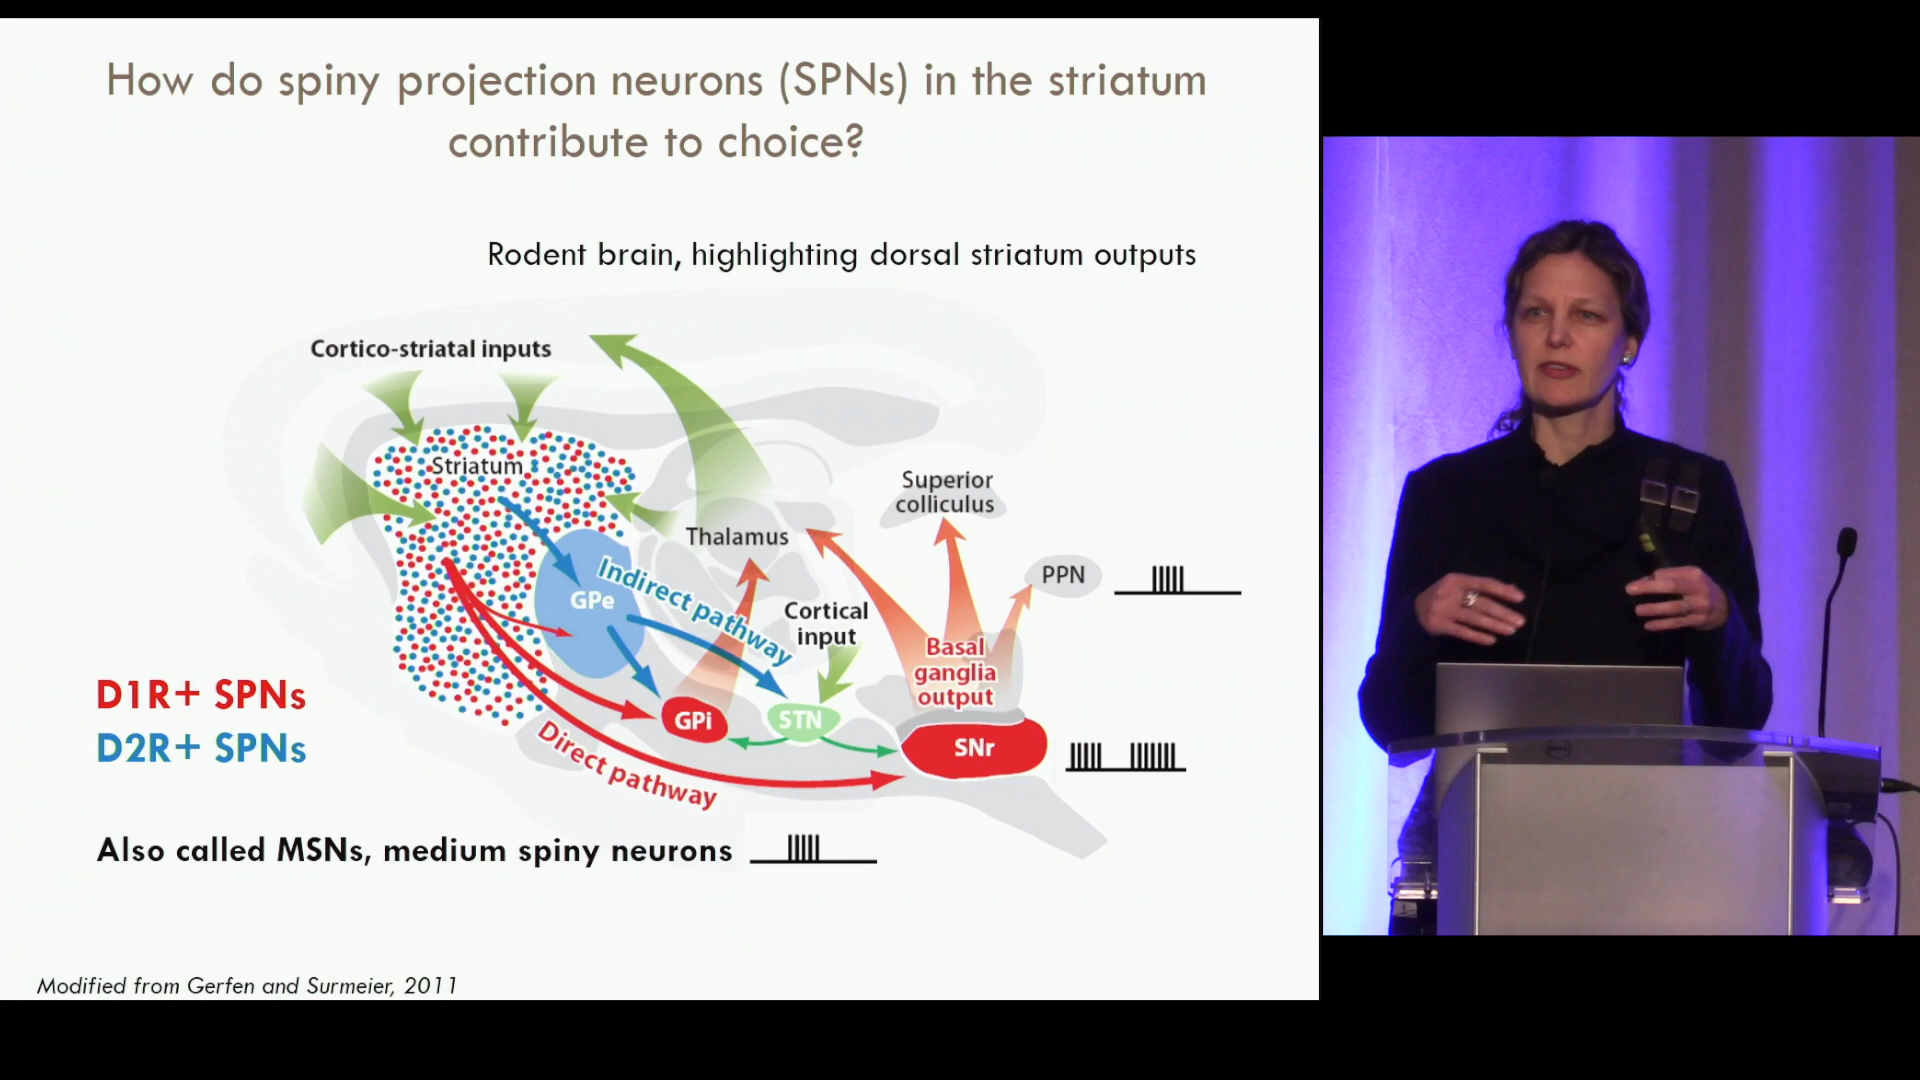 How do spiny projection neurons (SPNs) in the striatum
contribute to choice?
Rodent brain, highlighting dorsal striatum outputs
Cortico-striatal inputs
Striatum
Superior
colliculus
Thalamus
PPN
GPe
Indirect pathway
Cortical
input
Basal
ganglia
output
D1R+ SPNs
D2R+ SPNs
GPi
STN
SNr
Direct pathway
Also called MSNs, medium spiny neurons
Modified from Gerfen and Surmeier, 2011